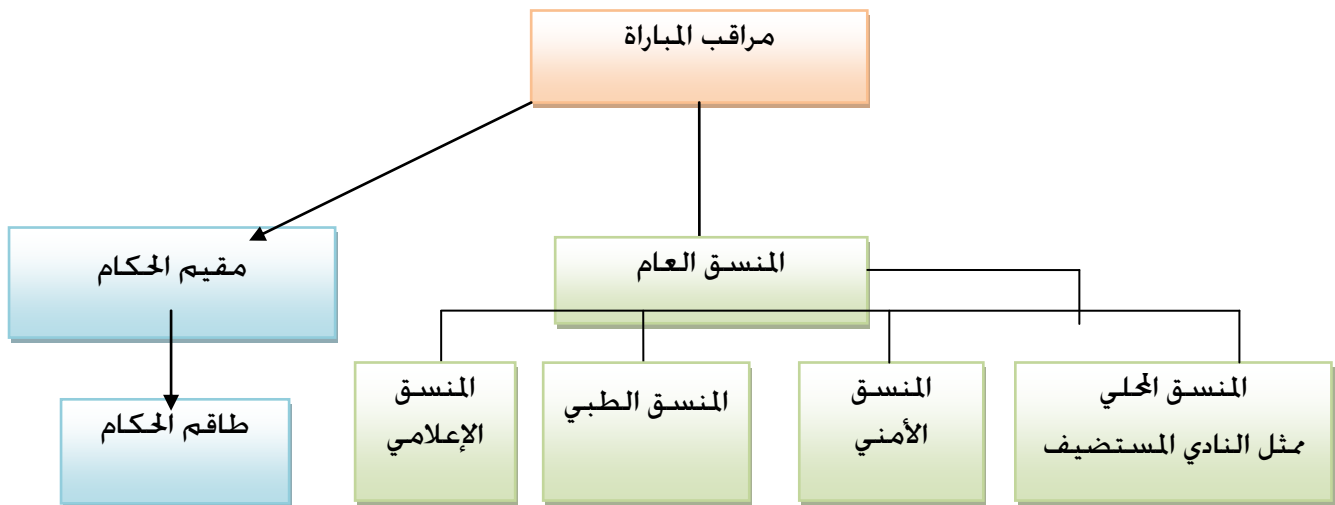 مراقب المباراة
المنسق العام
مقيم الحكام
المنسق المحلي
ممثل النادي المستضيف
المنسق
الأمني
المنسق الطبي
المنسق
الإعلامي
طاقم الحكام